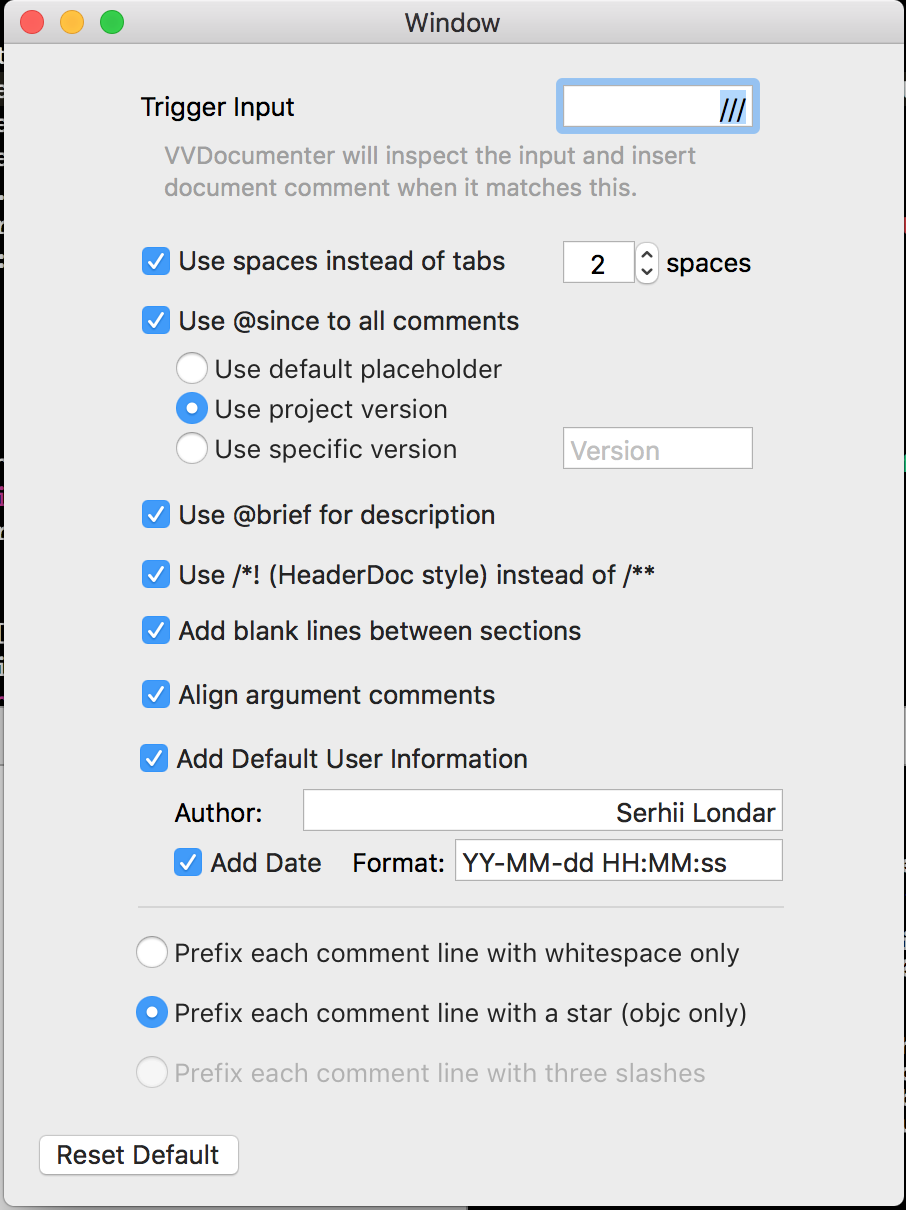 Window
Trigger Input ///
VVDocumenter will inspect the input and insert
document comment when it matches this.
Use spaces instead of tabs 2 spaces
Use @since to all comments
Use default placeholder
Use project version
Use specific version Version
Use @brief for description
Use /*! (HeaderDoc style) instead of /**
Add blank lines between sections
Align argument comments
Add Default User Information
Author: Serhii Londar
Add Date Format: YY-MM-dd HH:MM:ss
Prefix each comment line with whitespace only
Prefix each comment line with a star (objc only)
Prefix each comment line with three slashes
Reset Default